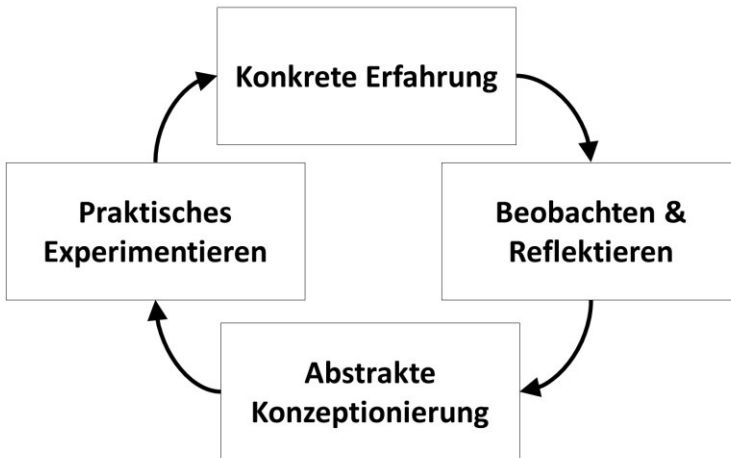 Konkrete Erfahrung
Praktisches
Experimentieren
Beobachten &
Reflektieren
Abstrakte
Konzeptionierung